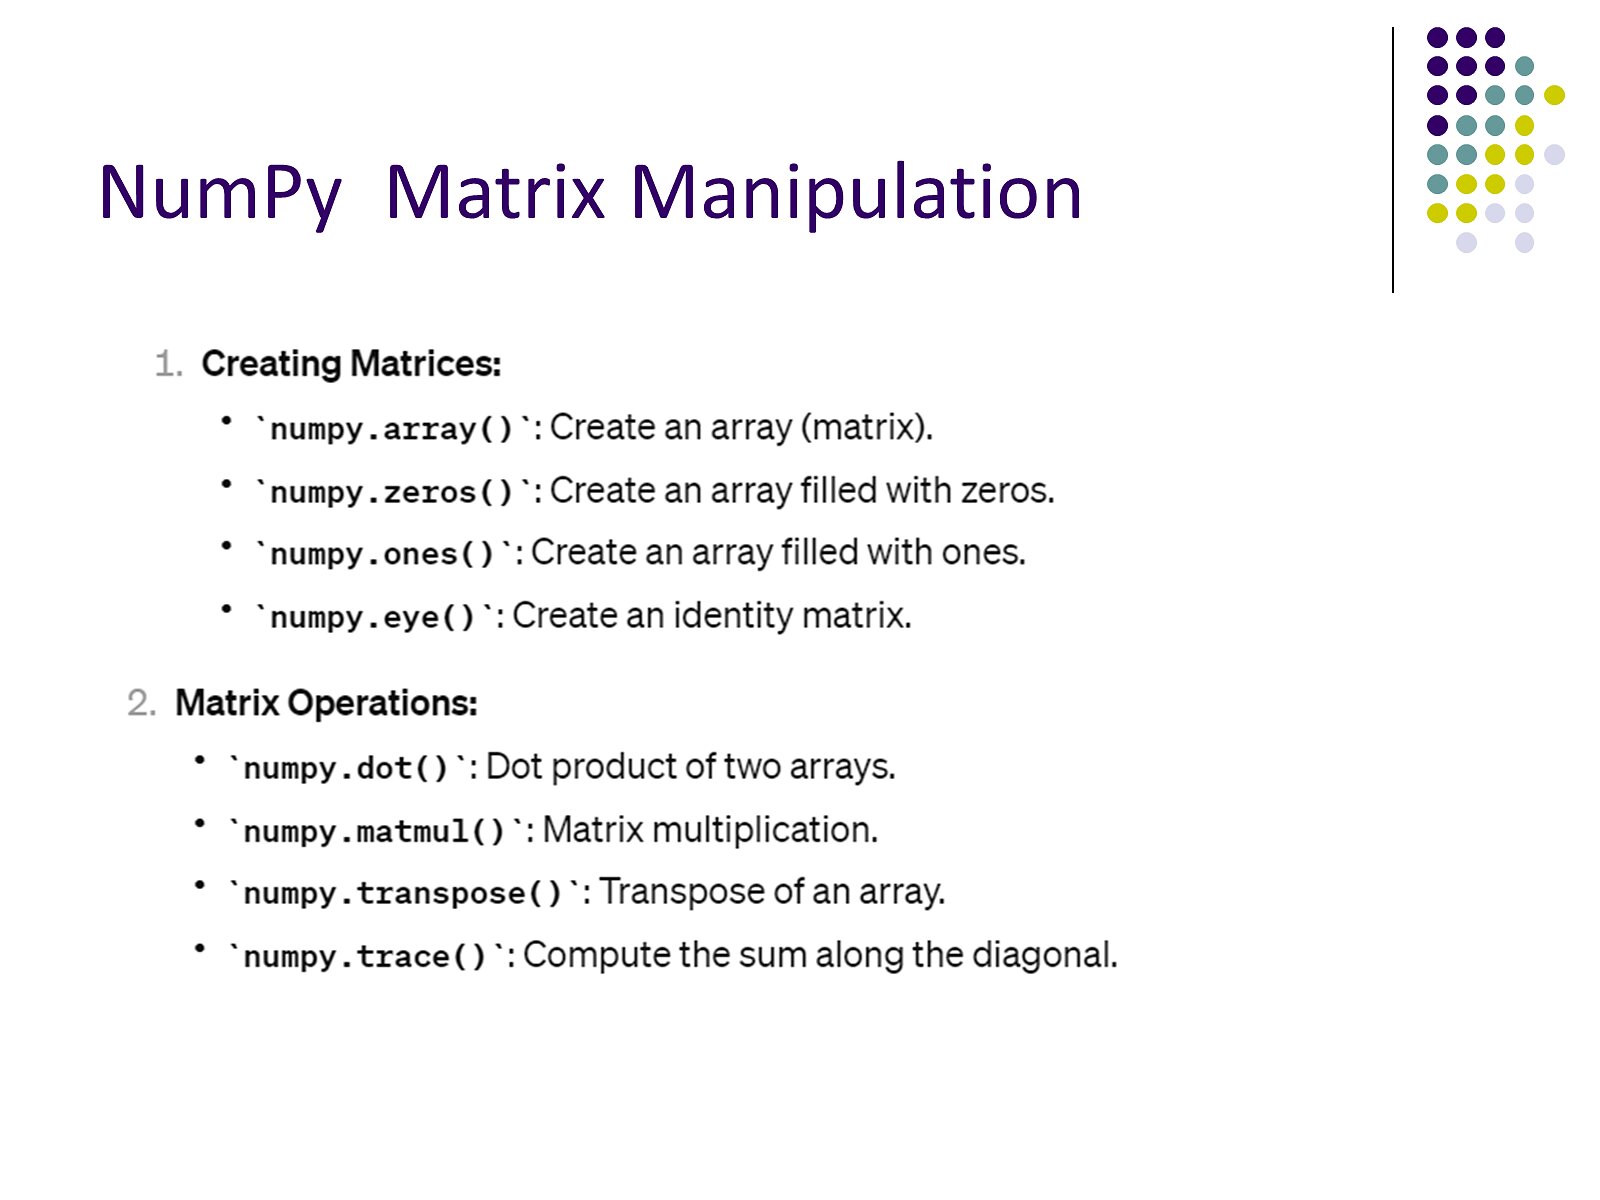 NumPy  Matrix Manipulation
1. Creating Matrices:
• `numpy.array()`: Create an array (matrix).
• `numpy.zeros()`: Create an array filled with zeros.
• `numpy.ones()`: Create an array filled with ones.
• `numpy.eye()`: Create an identity matrix.
2. Matrix Operations:
• `numpy.dot()`: Dot product of two arrays.
• `numpy.matmul()`: Matrix multiplication.
• `numpy.transpose()`: Transpose of an array.
• `numpy.trace()`: Compute the sum along the diagonal.